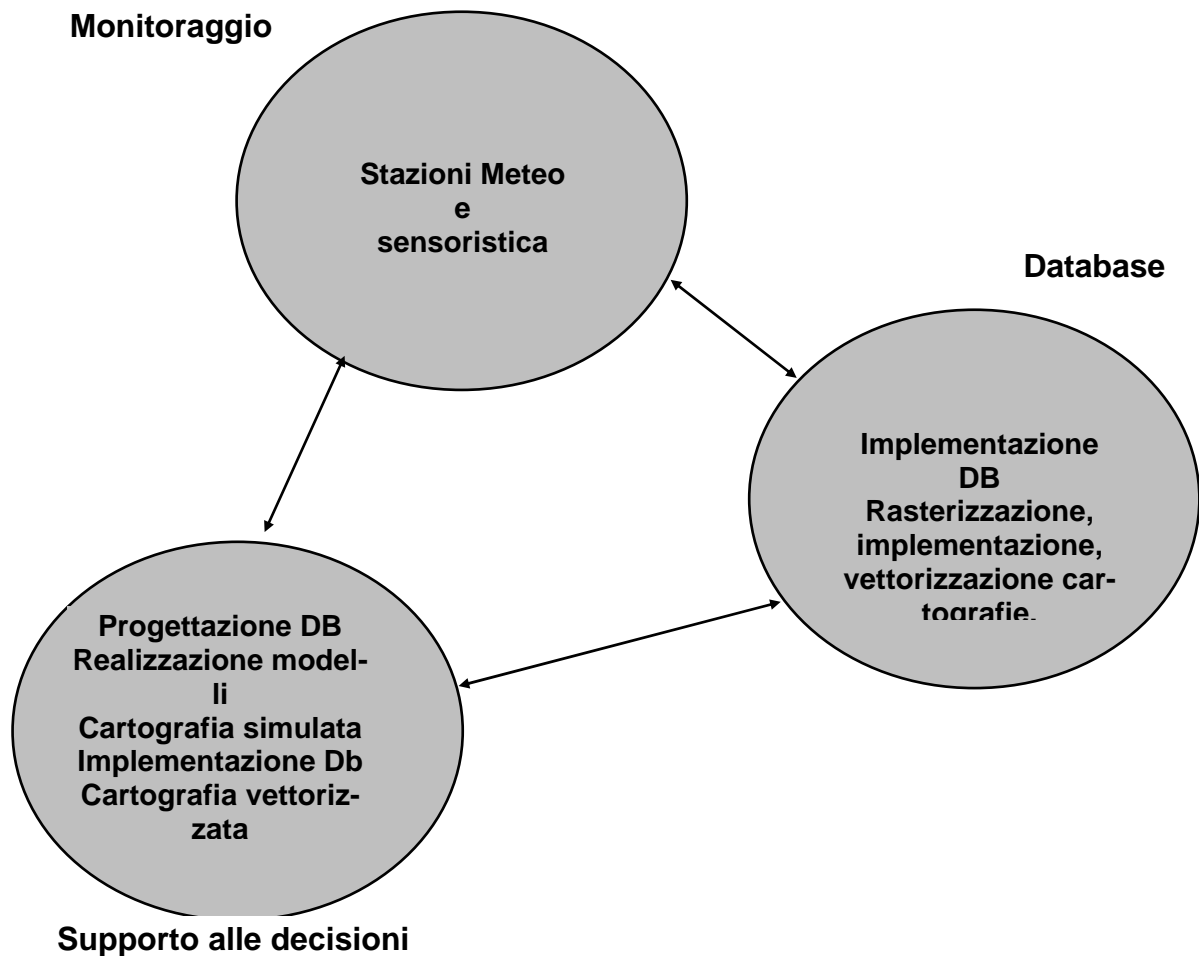 Monitoraggio
Stazioni Meteo
e
sensoristica
Database
Implementazione
DB
Rasterizzazione,
implementazione,
vettorizzazione car-
tografie.
Progettazione DB
Realizzazione model-
li
Cartografia simulata
Implementazione Db
Cartografia vettoriz-
zata
Supporto alle decisioni